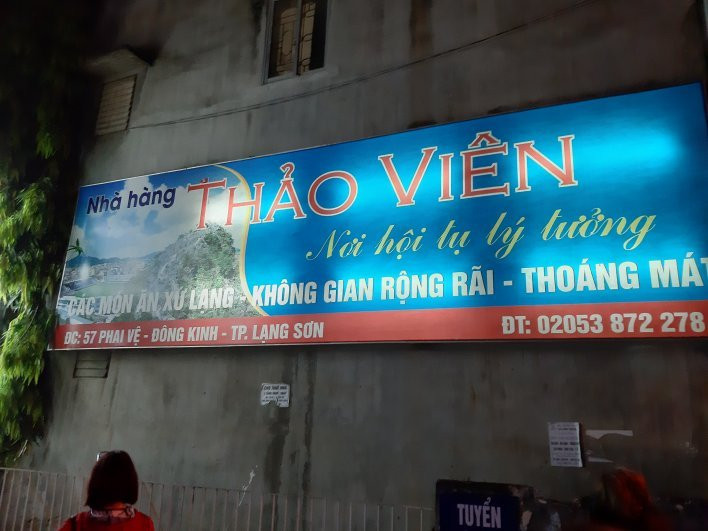 Nhà hàng THẢO VIÊN
Nơi hội tụ lý tưởng
CÁC MÓN ĂN XỨ LẠNG - KHÔNG GIAN RỘNG RÃI - THOÁNG MÁT
ĐC: 57 PHAI VỆ - ĐÔNG KINH - TP. LẠNG SƠN
ĐT: 02053 872 278
TUYỂN